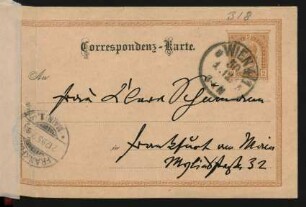 318
Correspondenz-Karte.
WIEN
An
Frau Clara Schumann
Frankfurt am Main
Myliusstraße 32